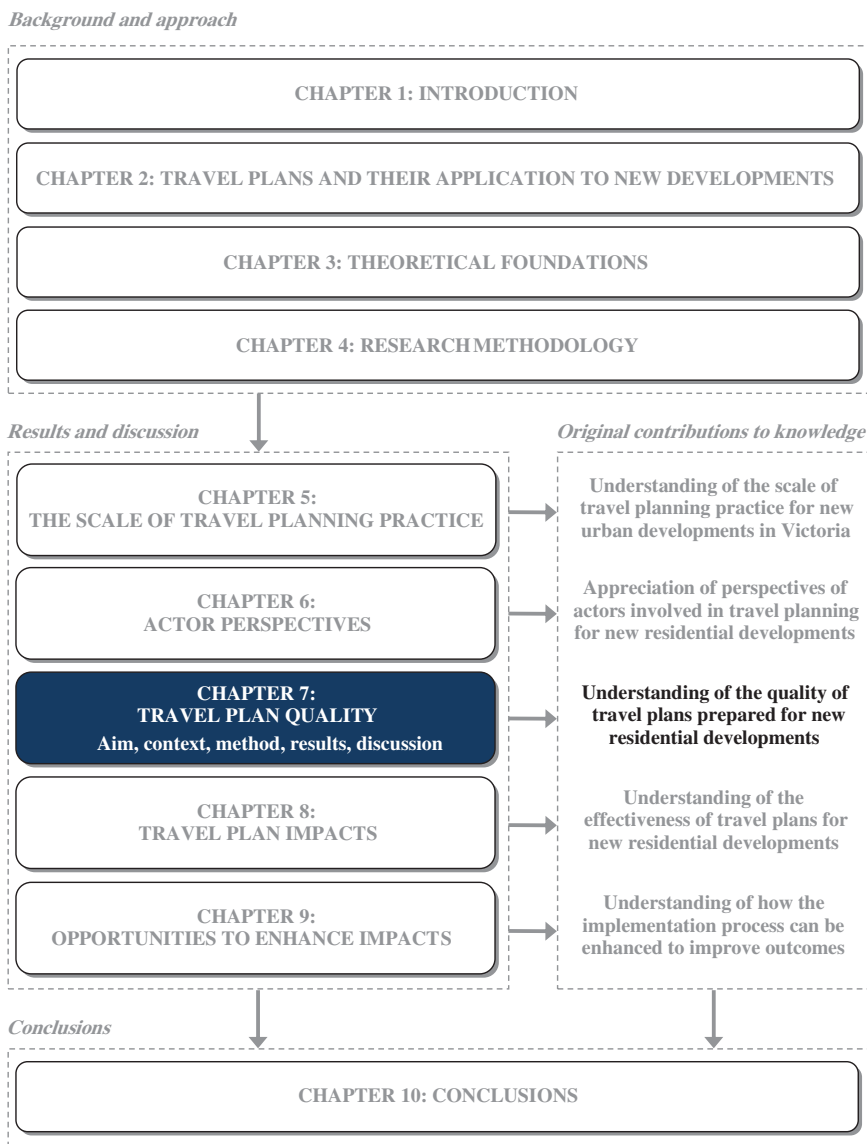 Background and approach
CHAPTER 1: INTRODUCTION
CHAPTER 2: TRAVEL PLANS AND THEIR APPLICATION TO NEW DEVELOPMENTS
CHAPTER 3: THEORETICAL FOUNDATIONS
CHAPTER 4: RESEARCH METHODOLOGY
Results and discussion
CHAPTER 5:
THE SCALE OF TRAVEL PLANNING PRACTICE
CHAPTER 6:
ACTOR PERSPECTIVES
CHAPTER 7:
TRAVEL PLAN QUALITY
Aim, context, method, results, discussion
CHAPTER 8:
TRAVEL PLAN IMPACTS
CHAPTER 9:
OPPORTUNITIES TO ENHANCE IMPACTS
Original contributions to knowledge
Understanding of the scale of
travel planning practice for new
urban developments in Victoria
Appreciation of perspectives of
actors involved in travel planning
for new residential developments
Understanding of the quality of
travel plans prepared for new
residential developments
Understanding of the
effectiveness of travel plans for
new residential developments
Understanding of how the
implementation process can be
enhanced to improve outcomes
Conclusions
CHAPTER 10: CONCLUSIONS